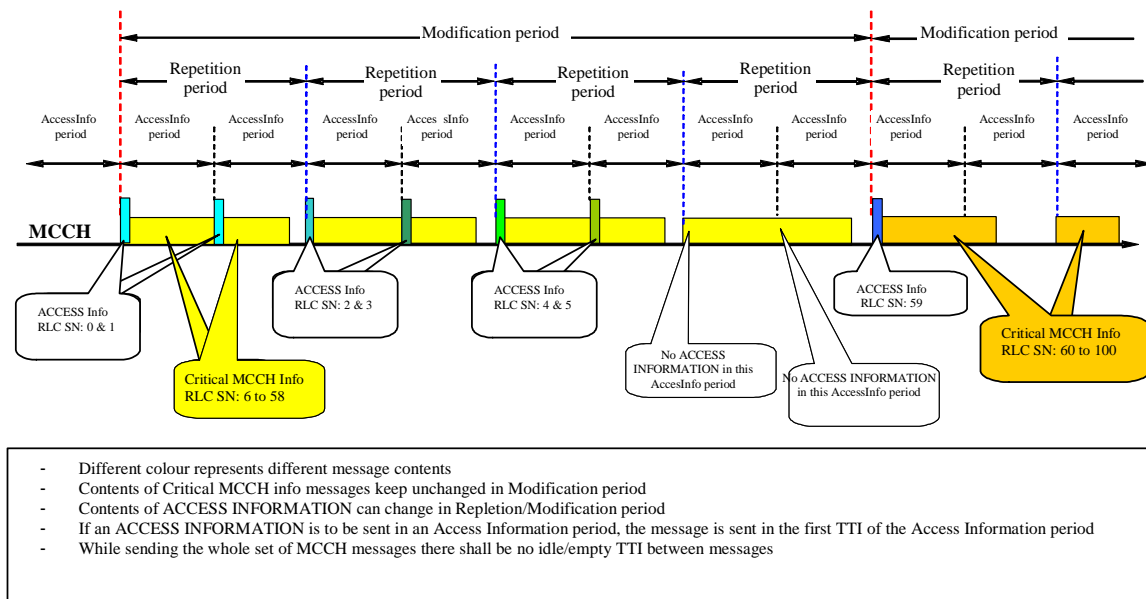 Modification period
Modification period
Repetition
period
Repetition
period
Repetition
period
Repetition
period
Repetition
period
AccessInfo
period
AccessInfo
period
AccessInfo
period
AccessInfo
period
Acces sInfo
period
AccessInfo
period
AccessInfo
period
AccessInfo
period
AccessInfo
period
AccessInfo
period
AccessInfo
period
AccessInfo
period
MCCH
ACCESS Info
RLC SN: 0 & 1
Critical MCCH Info
RLC SN: 6 to 58
ACCESS Info
RLC SN: 2 & 3
ACCESS Info
RLC SN: 4 & 5
No ACCESS
INFORMATION in this
AccesInfo period
No ACCESS INFORMATION
in this AccessInfo period
ACCESS Info
RLC SN: 59
Critical MCCH Info
RLC SN: 60 to 100
- Different colour represents different message contents
- Contents of Critical MCCH info messages keep unchanged in Modification period
- Contents of ACCESS INFORMATION can change in Repletion/Modification period
- If an ACCESS INFORMATION is to be sent in an Access Information period, the message is sent in the first TTI of the Access Information period
- While sending the whole set of MCCH messages there shall be no idle/empty TTI between messages